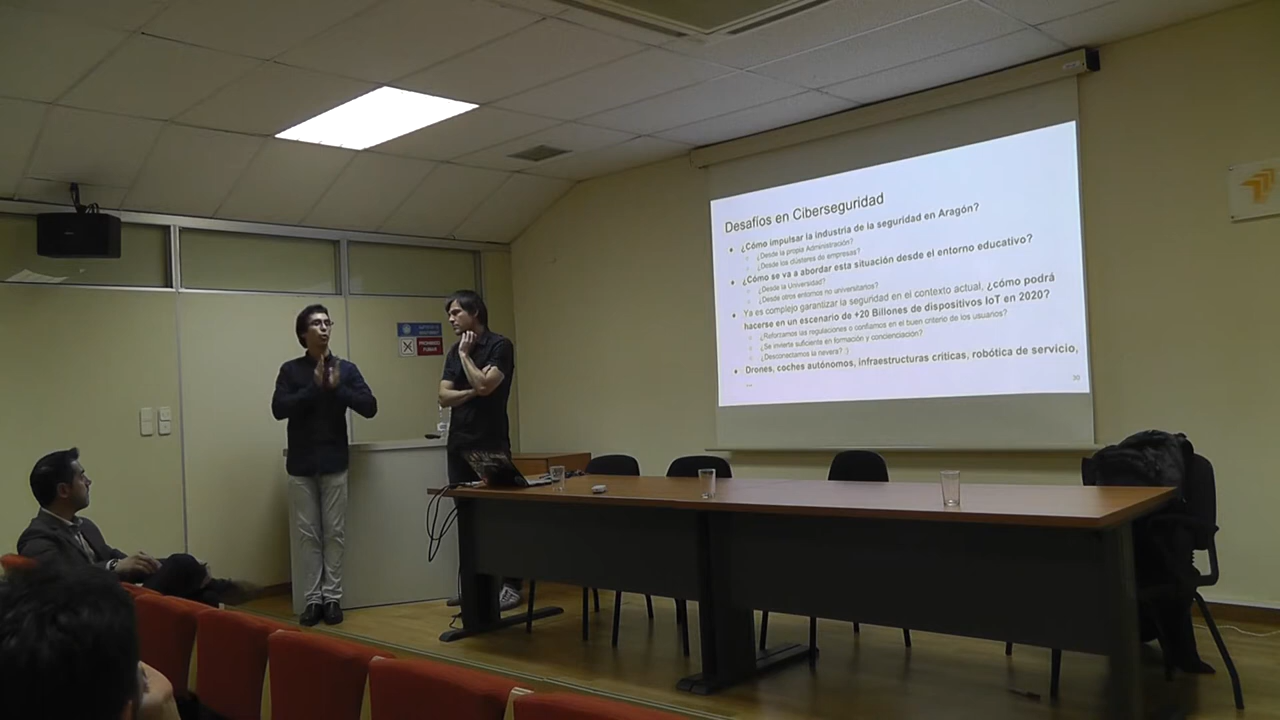 Desafíos en Ciberseguridad
¿Cómo impulsar la industria de la seguridad en Aragón?
¿Desde la propia Administración?
¿Desde los clústeres de empresas?
¿Cómo se va a abordar esta situación desde el entorno educativo?
¿Desde la Universidad?
¿Desde otros entornos no universitarios?
Ya es complejo garantizar la seguridad en el contexto actual, ¿cómo podrá
hacerse en un escenario de +20 Billones de dispositivos IoT en 2020?
¿Reforzamos las regulaciones o confiamos en el buen criterio de los usuarios?
¿Se invierte suficiente en formación y concienciación?
¿Desconectamos la nevera? :)
Drones, coches autónomos, infraestructuras críticas, robótica de servicio,
PROHIBIDO
FUMAR